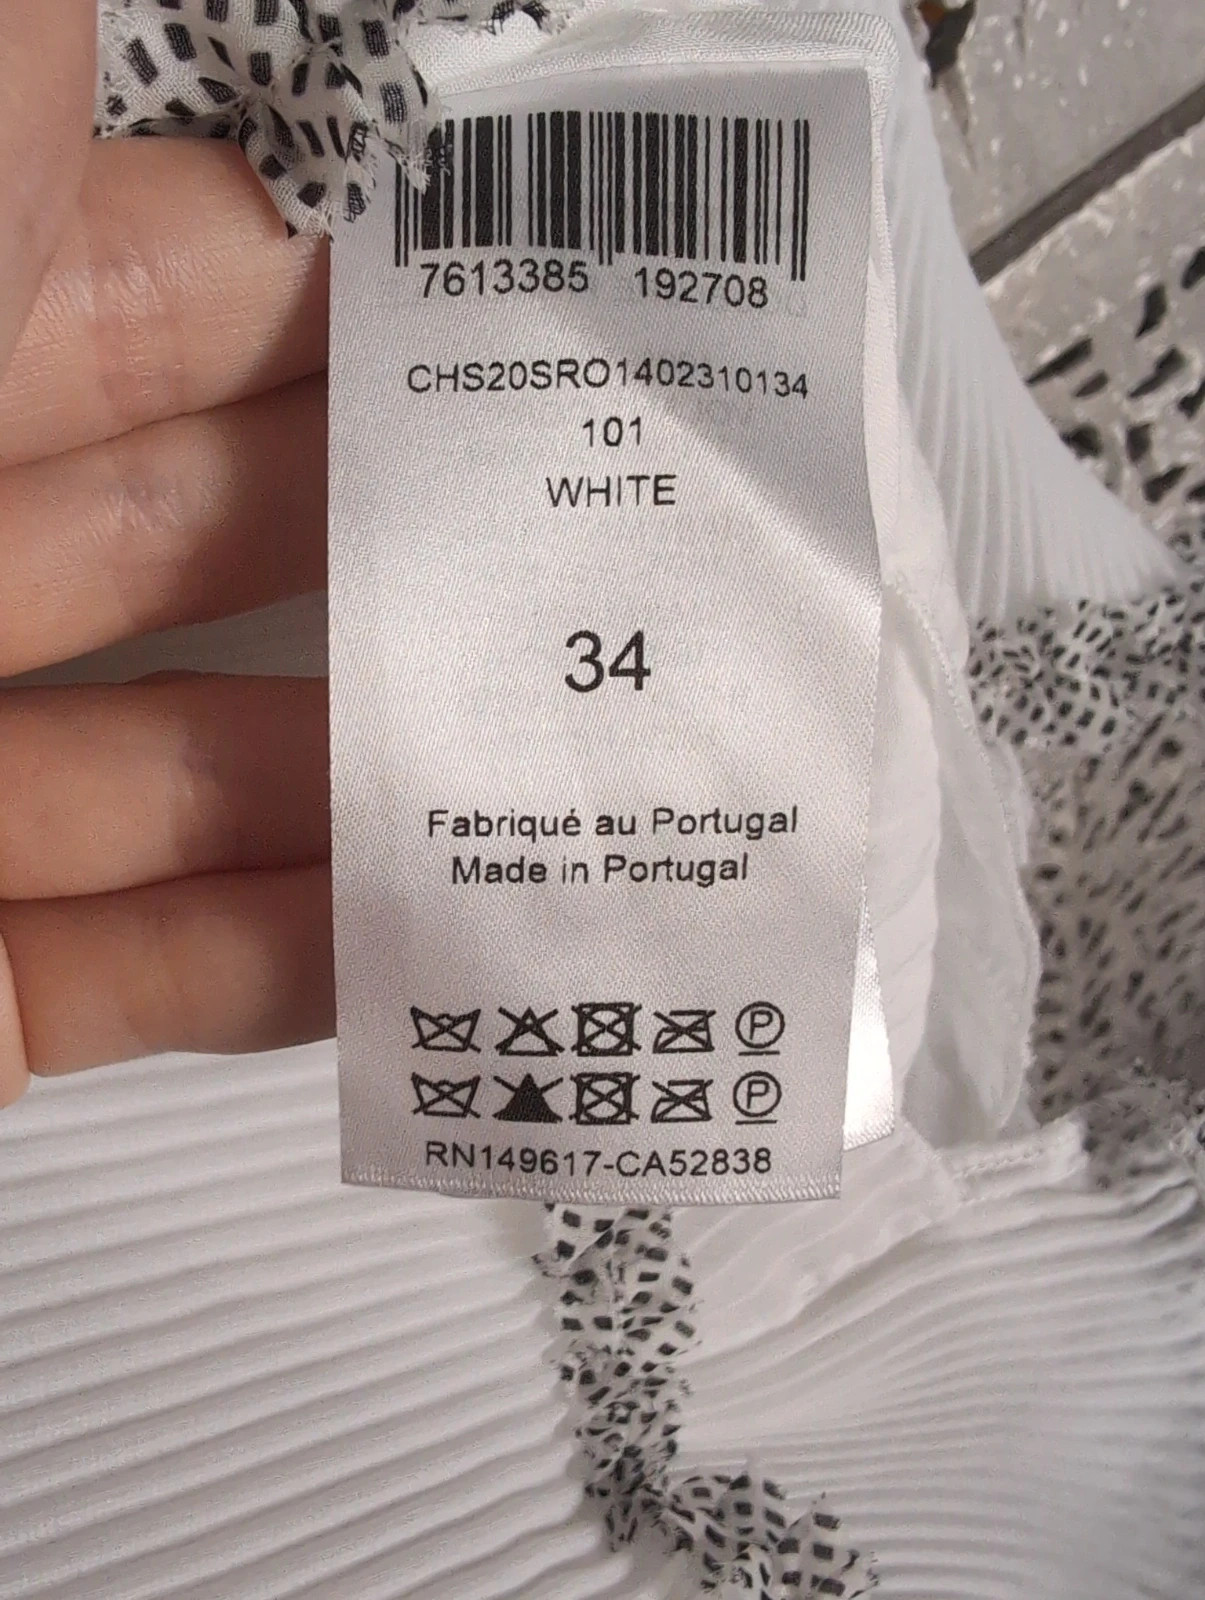 7613385 192708
CHS20SRO1402310134
101
WHITE
34
Fabriqué au Portugal
Made in Portugal
P
P
RN149617-CA52838